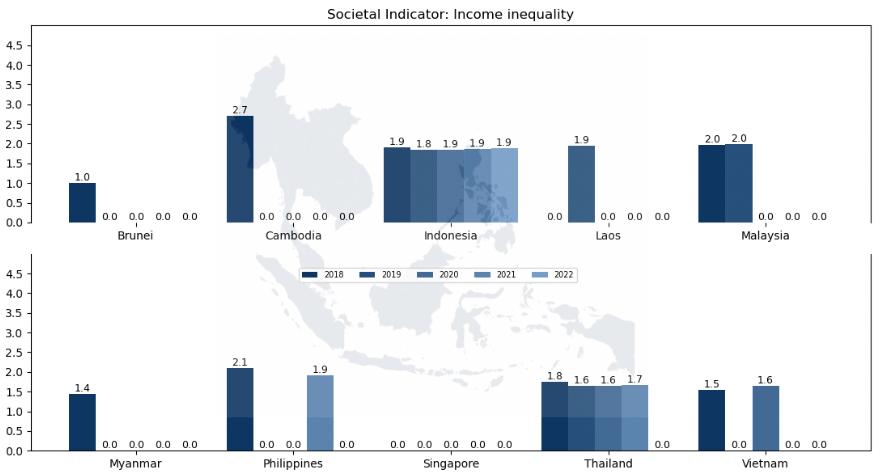 Societal Indicator: Income inequality
4.5
4.0
3.5
3.0
2.5
2.0
1.5
1.0
0.5
0.0
1.0 0.0 0.0 0.0 0.0
2.7 0.0 0.0 0.0 0.0
1.9 1.8 1.9 1.9 1.9
0.0 1.9 0.0 0.0 0.0
2.0 2.0 0.0 0.0 0.0
Brunei Cambodia Indonesia Laos Malaysia
2018 2019 2020 2021 2022
4.5
4.0
3.5
3.0
2.5
2.0
1.5
1.0
0.5
0.0
1.4 0.0 0.0 0.0 0.0
2.1 0.0 0.0 1.9 0.0
0.0 0.0 0.0 0.0 0.0
1.8 1.6 1.6 1.7 0.0
1.5 0.0 1.6 0.0 0.0
Myanmar Philippines Singapore Thailand Vietnam